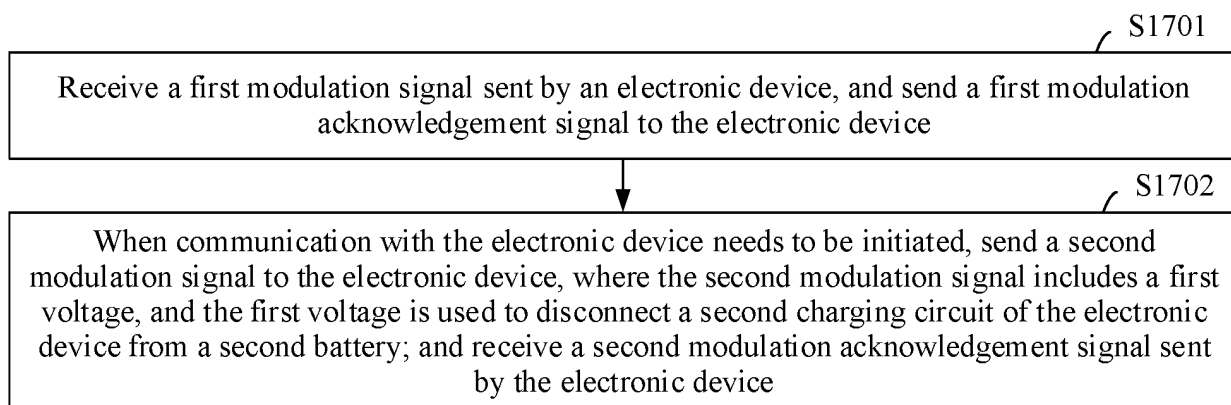 S1701
Receive a first modulation signal sent by an electronic device, and send a first modulation
acknowledgement signal to the electronic device
S1702
When communication with the electronic device needs to be initiated, send a second
modulation signal to the electronic device, where the second modulation signal includes a first
voltage, and the first voltage is used to disconnect a second charging circuit of the electronic
device from a second battery; and receive a second modulation acknowledgement signal sent
by the electronic device